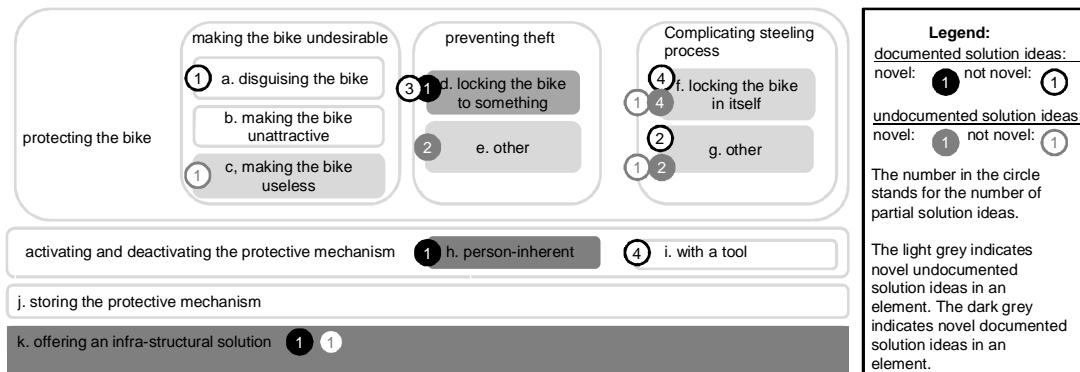 making the bike undesirable
preventing theft
Complicating steeling
process
1
a. disguising the bike
3
1
d. locking the bike
to something
4
1
4
f. locking the bike
in itself
protecting the bike
b. making the bike
unattractive
2
e. other
2
1
2
g. other
1
c, making the bike
useless
activating and deactivating the protective mechanism
1
h. person-inherent
4
i. with a tool
j. storing the protective mechanism
k. offering an infra-structural solution
1
1
Legend:
documented solution ideas:
novel: 1 not novel: 1
undocumented solution ideas:
novel: 1 not novel: 1
The number in the circle
stands for the number of
partial solution ideas.
The light grey indicates
novel undocumented
solution ideas in an
element. The dark grey
indicates novel documented
solution ideas in an
element.